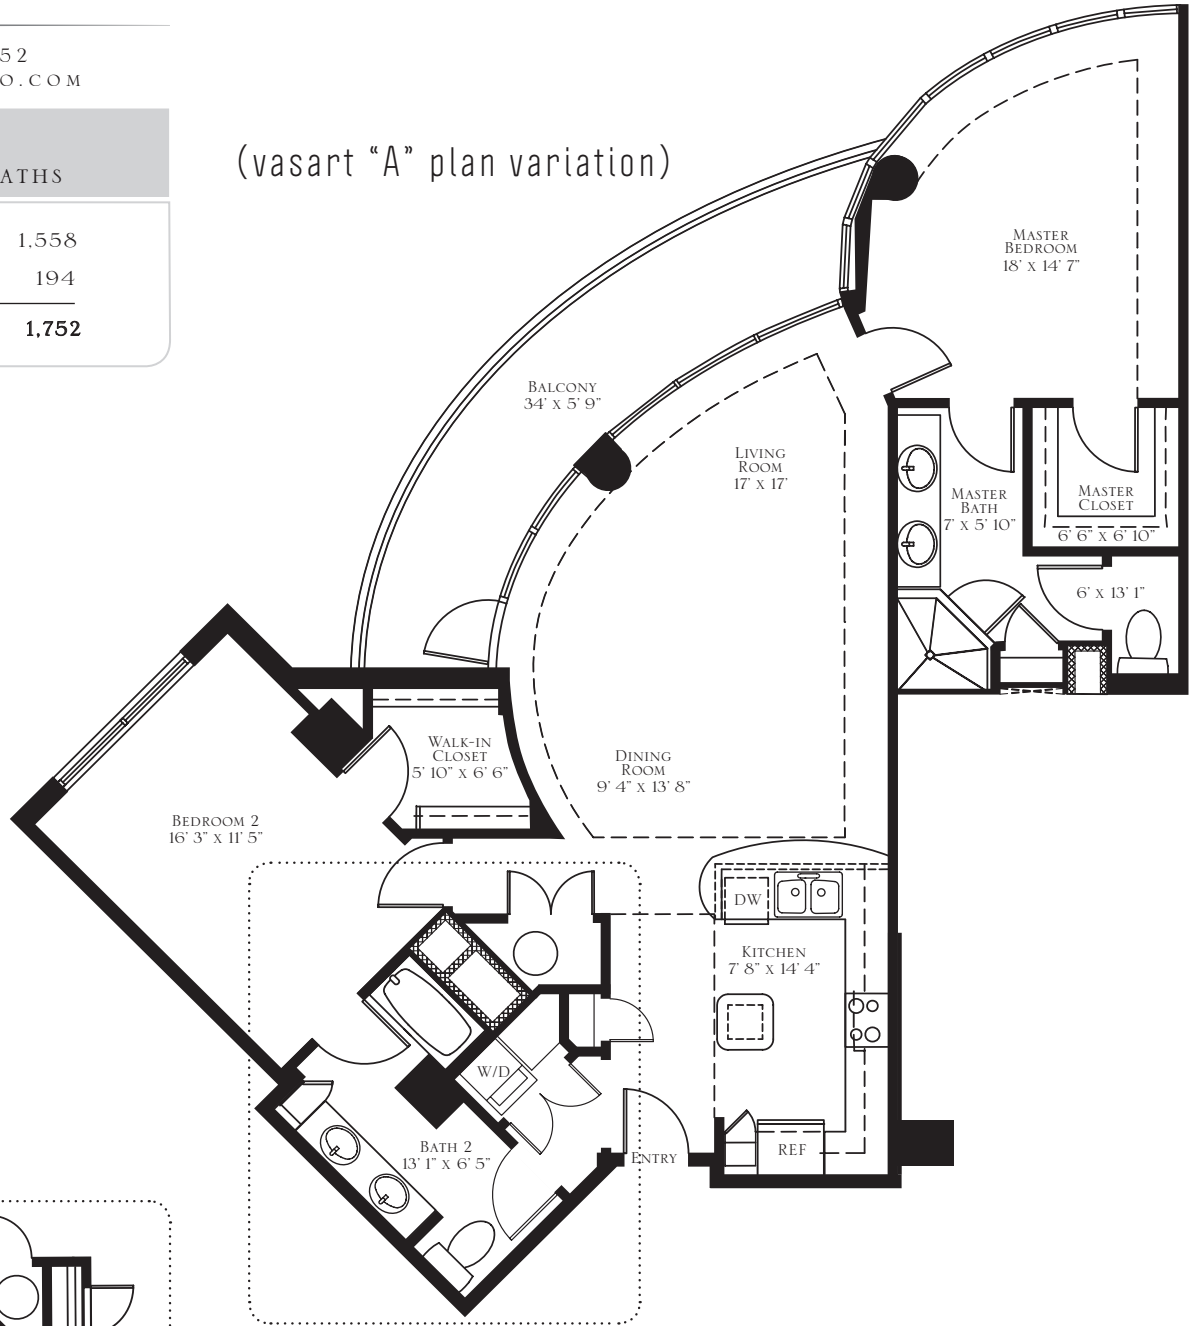 52
O.COM
ATHS
1,558
194
1,752
(vasart “A” plan variation)
MASTER
BEDROOM
18’ X 14’ 7”
BALCONY
34’ X 5’ 9”
LIVING
ROOM
17’ X 17’
MASTER
BATH
7’ X 5’ 10”
MASTER
CLOSET
6’ 6” X 6’ 10”
6’ X 13’ 1”
WALK-IN
CLOSET
5’ 10” X 6’ 6”
DINING
ROOM
9’ 4” X 13’ 8”
BEDROOM 2
16’ 3” X 11’ 5”
DW
KITCHEN
7’ 8” X 14’ 4”
W/D
BATH 2
13’ 1” X 6’ 5”
ENTRY
REF